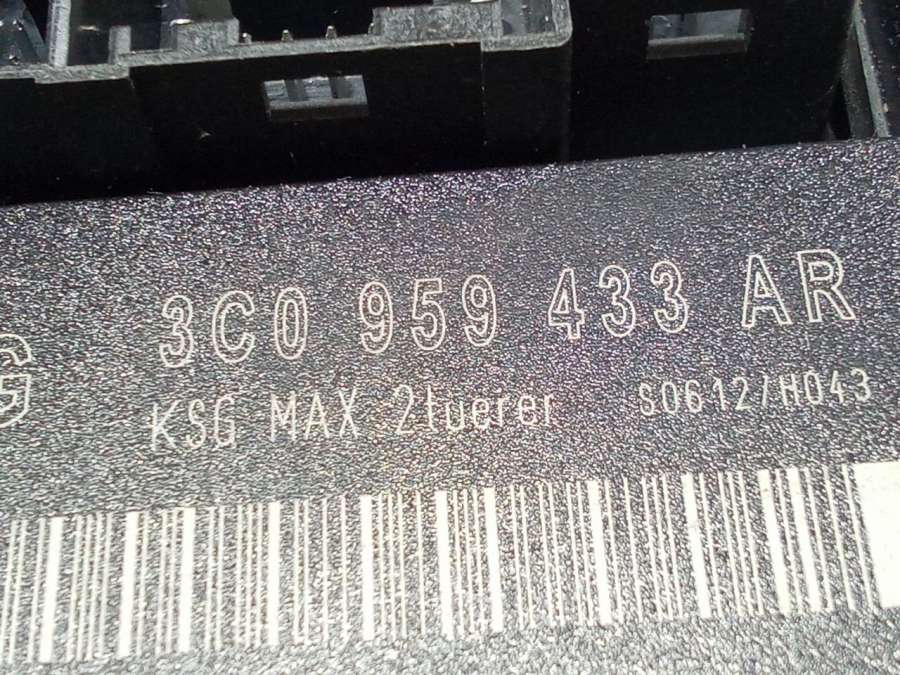 G 3C0 959 433 AR
KSG MAX 2tuerer S0612/H043